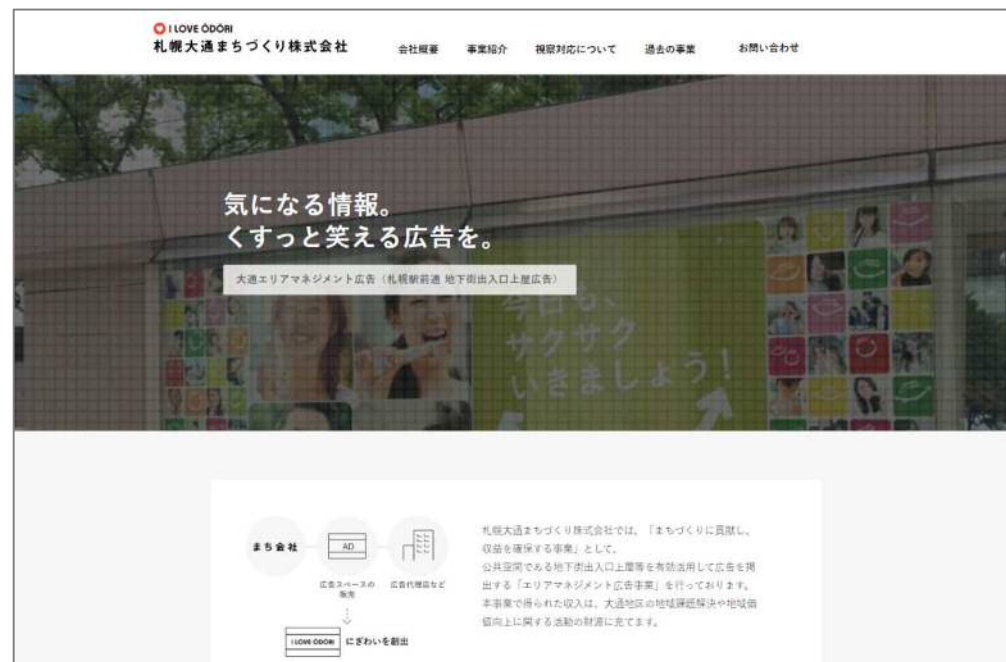 I LOVE ŌDŌRI
札幌大通まちづくり株式会社
会社概要 事業紹介 視察対応について 過去の事業 お問い合わせ
気になる情報。
くすっと笑える広告を。
大通エリアマネジメント広告（札幌駅前通 地下街出入口上屋広告）
今日も、
サクサク
いきましょう！
まち会社
AD
広告スペースの
販売
広告代理店など
I LOVE ŌDŌRI
にぎわいを創出
札幌大通まちづくり株式会社では、「まちづくりに貢献し、
収益を確保する事業」として、
公共空間である地下街出入口上屋等を有効活用して広告を掲
出する「エリアマネジメント広告事業」を行っております。
本事業で得られた収入は、大通地区の地域課題解決や地域価
値向上に関する活動の財源に充てます。